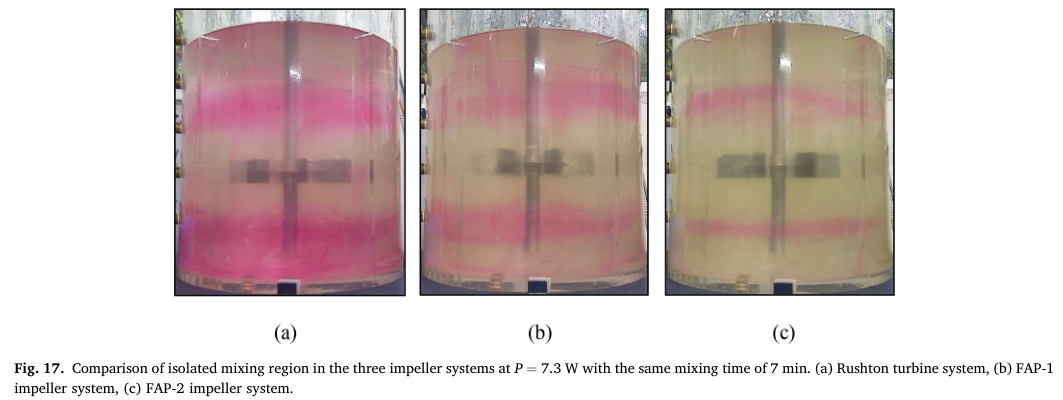 (a)
(b)
(c)
Fig. 17. Comparison of isolated mixing region in the three impeller systems at P = 7.3 W with the same mixing time of 7 min. (a) Rushton turbine system, (b) FAP-1
impeller system, (c) FAP-2 impeller system.